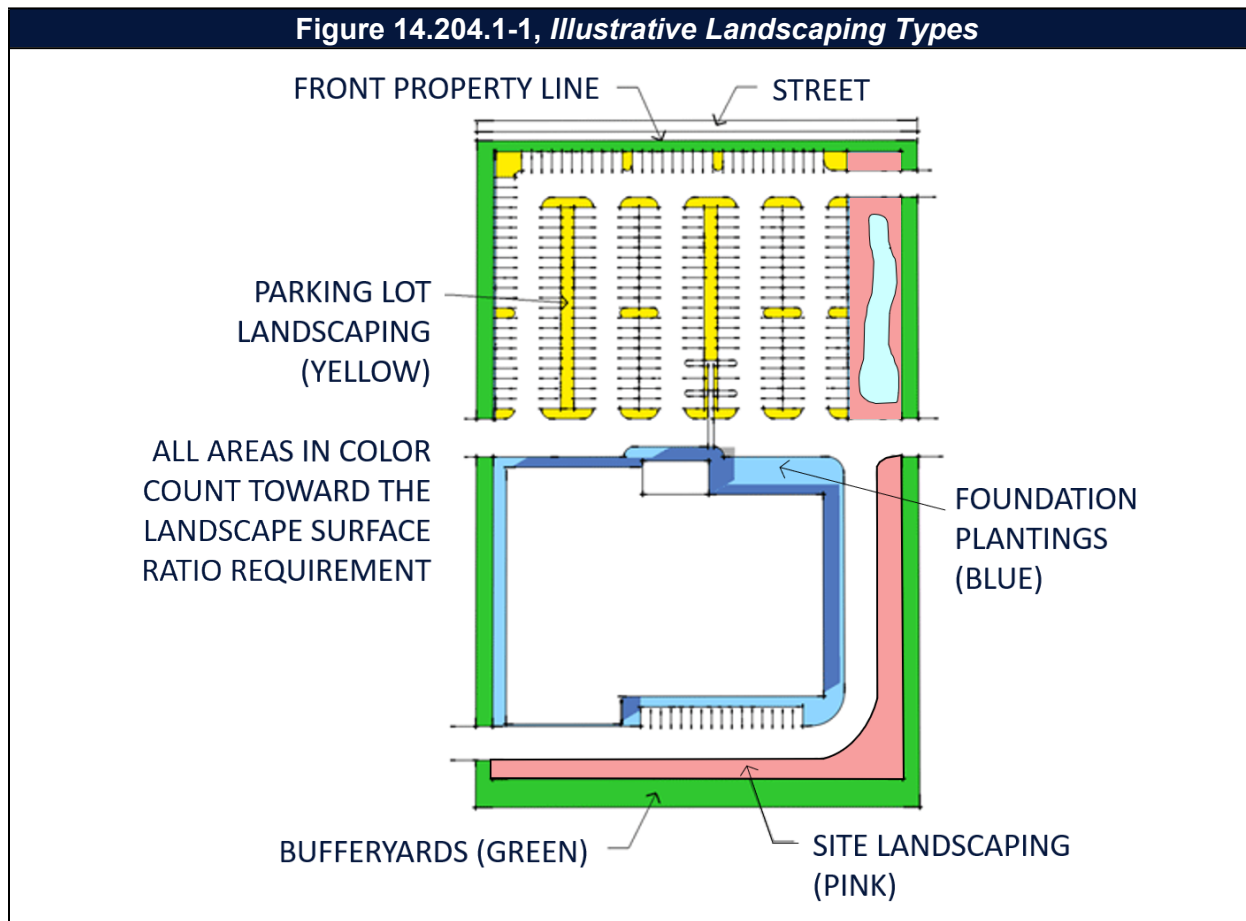 Figure 14.204.1-1, Illustrative Landscaping Types
FRONT PROPERTY LINE
STREET
PARKING LOT
LANDSCAPING
(YELLOW)
ALL AREAS IN COLOR
COUNT TOWARD THE
LANDSCAPE SURFACE
RATIO REQUIREMENT
FOUNDATION
PLANTINGS
(BLUE)
BUFFERYARDS (GREEN)
SITE LANDSCAPING
(PINK)